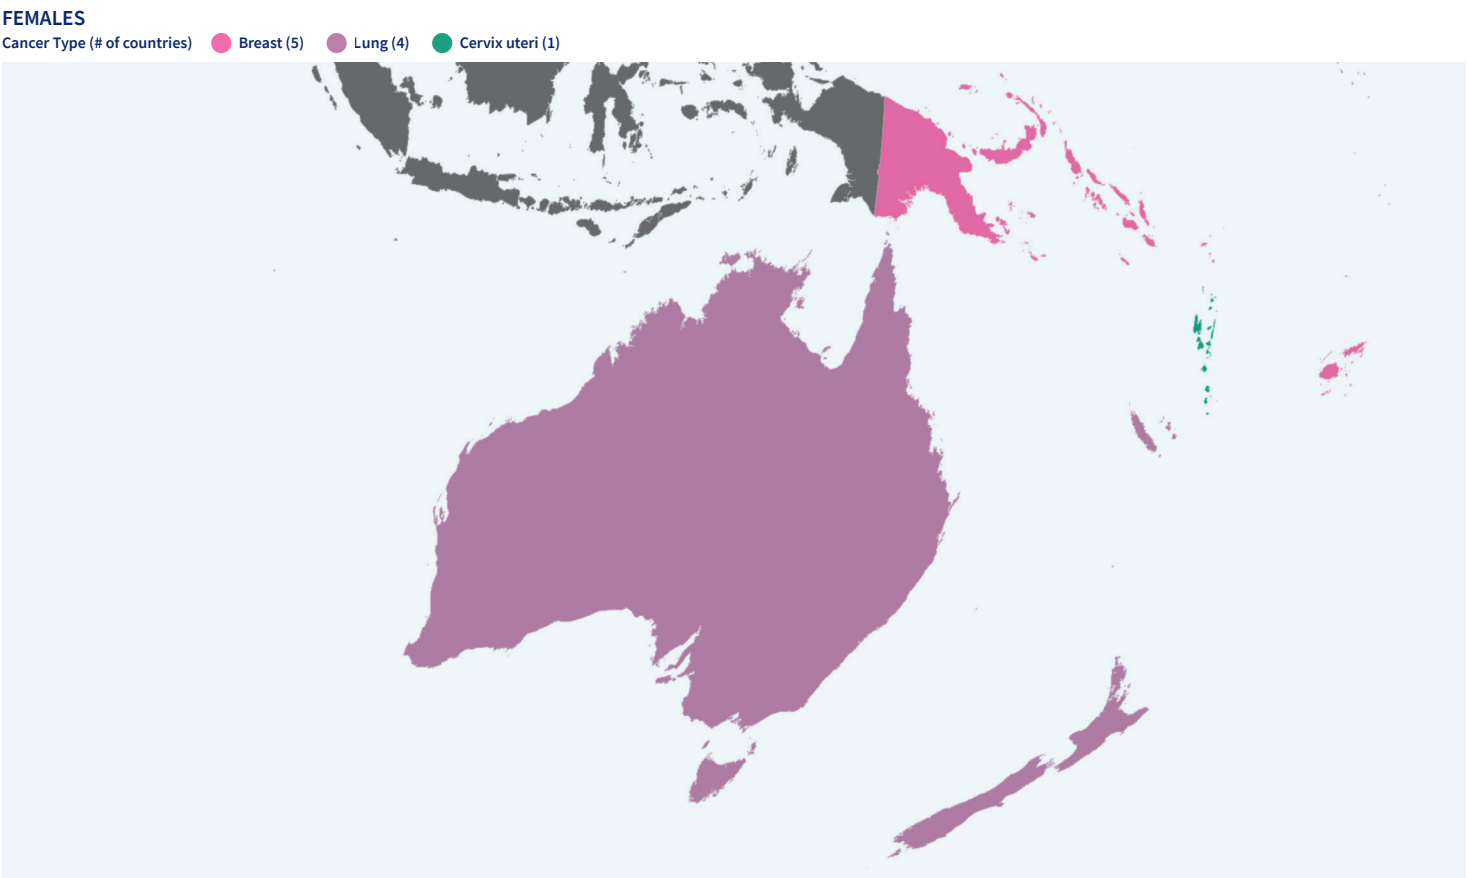 FEMALES
Cancer Type (# of countries) Breast (5) Lung (4) Cervix uteri (1)